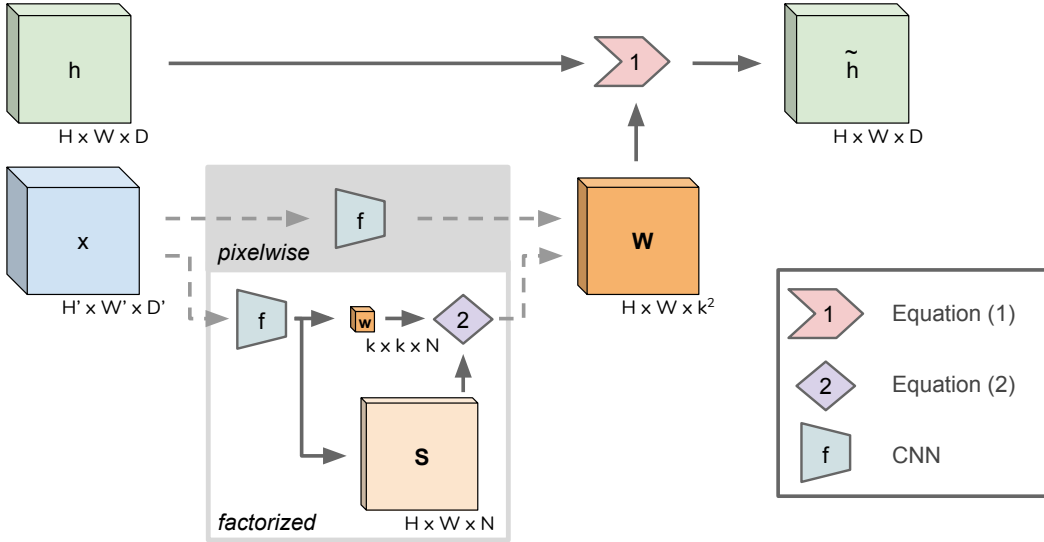 h
H x W x D
1
~
h
H x W x D
x
H' x W' x D'
f
pixelwise
W
H x W x k²
f
w
k x k x N
2
S
H x W x N
factorized
1
Equation (1)
2
Equation (2)
f
CNN